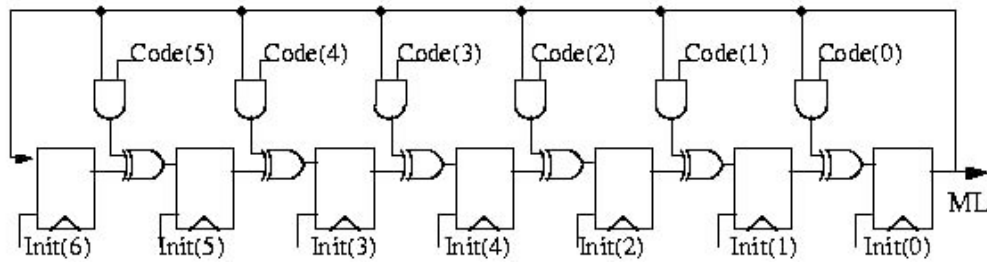 Code(5) Code(4) Code(3) Code(2) Code(1) Code(0)
ML
Init(6) Init(5) Init(3) Init(4) Init(2) Init(1) Init(0)